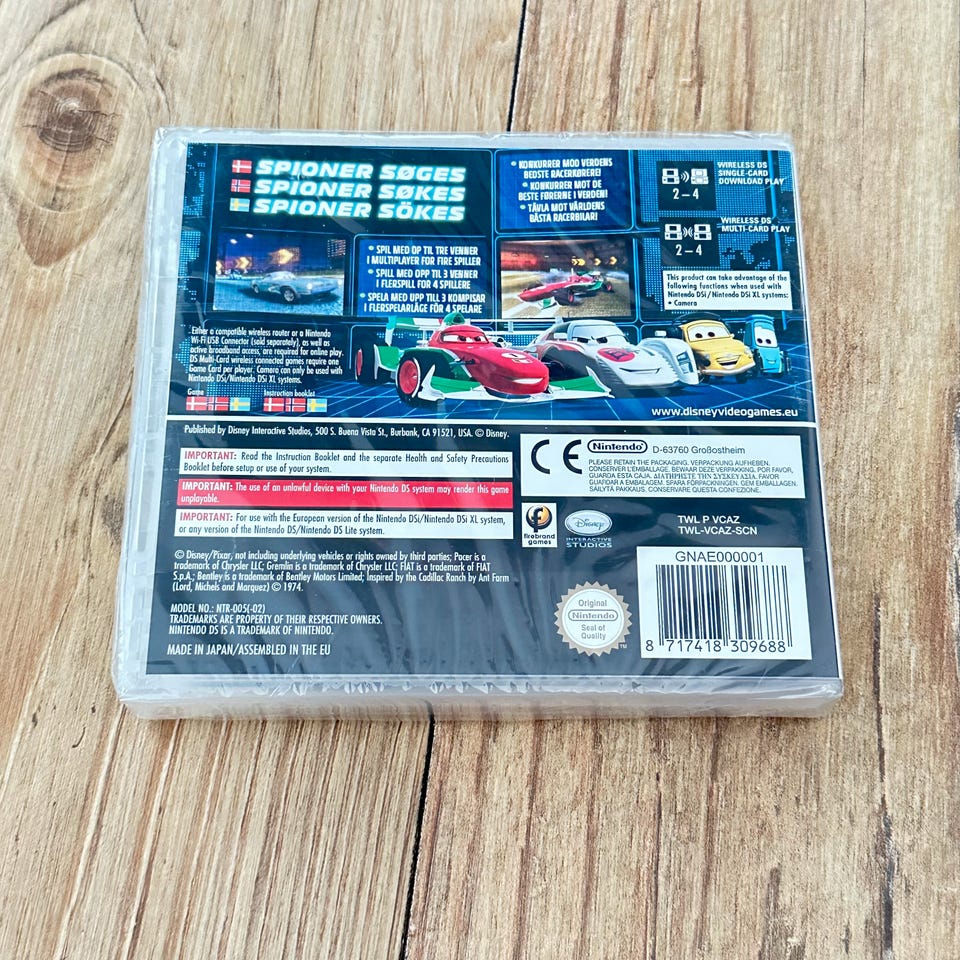 SPIONER SØGES
SPIONER SØKES
SPIONER SÖKES
• KONKURRER MOD VERDENS
BEDSTE RACERKØRERE!
• KONKURRER MOT DE
BESTE FØRERNE I VERDEN!
• TÄVLA MOT VÄRLDENS
BÄSTA RACERBILAR!
WIRELESS DS
SINGLE-CARD
DOWNLOAD PLAY
2 – 4
WIRELESS DS
MULTI-CARD PLAY
2 – 4
• SPIL MED OP TIL TRE VENNER
I MULTIPLAYER FOR FIRE SPILLER
• SPILL MED OPP TIL 3 VENNER
I FLERSPILL FOR 4 SPILLERE
• SPELA MED UPP TILL 3 KOMPISAR
I FLERSPELARLÄGE FÖR 4 SPELARE
This product can take advantage of the
following functions when used with
Nintendo DSi/Nintendo DSi XL systems:
• Camera
Either a compatible wireless router or a Nintendo
Wi-Fi USB Connector (sold separately), as well as
active broadband access, are required for online play.
DS Multi-Card wireless connected games require one
Game Card per player. Camera can only be used with
Nintendo DSi/Nintendo DSi XL systems.
Game
Instruction booklet
www.disneyvideogames.eu
Published by Disney Interactive Studios, 500 S. Buena Vista St., Burbank, CA 91521, USA. © Disney.
IMPORTANT: Read the Instruction Booklet and the separate Health and Safety Precautions
Booklet before setup or use of your system.
IMPORTANT: The use of an unlawful device with your Nintendo DS system may render this game
unplayable.
IMPORTANT: For use with the European version of the Nintendo DSi/Nintendo DSi XL system,
or any version of the Nintendo DS/Nintendo DS Lite system.
CE
Nintendo
D-63760 Großostheim
PLEASE RETAIN THE PACKAGING. VERPACKUNG AUFHEBEN.
CONSERVER L'EMBALLAGE. BEWAAR DEZE VERPAKKING. POR FAVOR,
GUARDA ESTA CAJA. ΔΙΑΤΗΡΗΣΤΕ ΤΗΝ ΣΥΣΚΕΥΑΣΙΑ. FAVOR
GUARDAR A EMBALAGEM. SPARA FÖRPACKNINGEN. GEM EMBALLAGEN.
SÄILYTÄ PAKKAUS. CONSERVARE QUESTA CONFEZIONE.
firebrand
games
Disney
INTERACTIVE
STUDIOS
TWL P VCAZ
TWL-VCAZ-SCN
© Disney/Pixar, not including underlying vehicles or rights owned by third parties; Pacer is a
trademark of Chrysler LLC; Gremlin is a trademark of Chrysler LLC; FIAT is a trademark of FIAT
S.p.A.; Bentley is a trademark of Bentley Motors Limited; Inspired by the Cadillac Ranch by Ant Farm
(Lord, Michels and Marquez) © 1974.
MODEL NO.: NTR-005(-02)
TRADEMARKS ARE PROPERTY OF THEIR RESPECTIVE OWNERS.
NINTENDO DS IS A TRADEMARK OF NINTENDO.
MADE IN JAPAN/ASSEMBLED IN THE EU
Original
Nintendo
Seal of
Quality
TM
GNAE000001
8 717418 309688